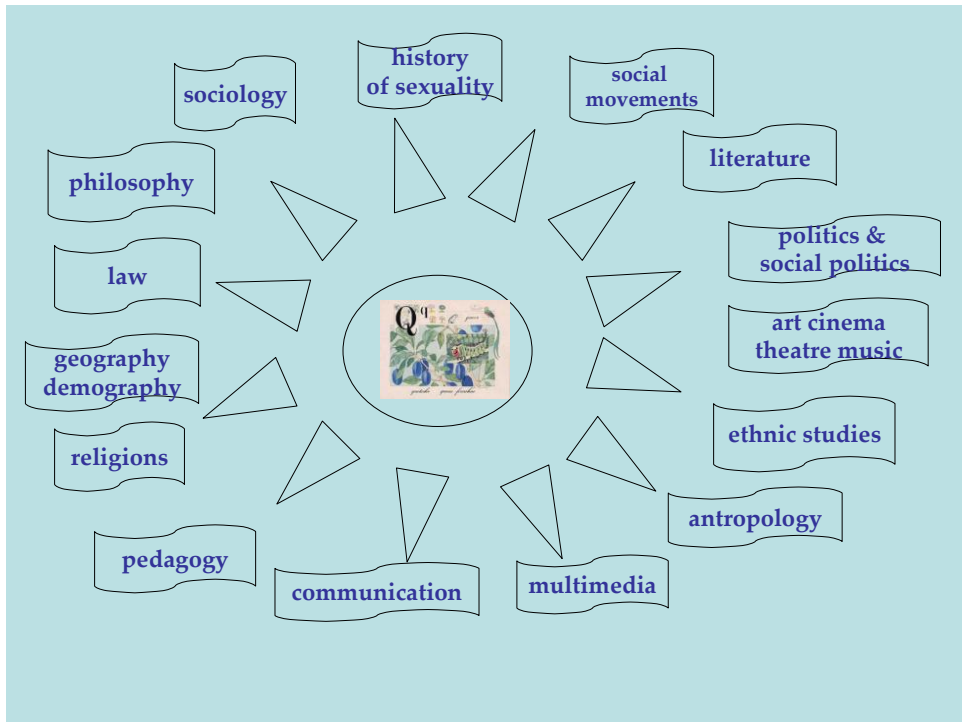 history
of sexuality
social
movements
sociology
literature
philosophy
politics &
social politics
law
art cinema
theatre music
geography
demography
ethnic studies
religions
antropology
pedagogy
communication
multimedia
Q q